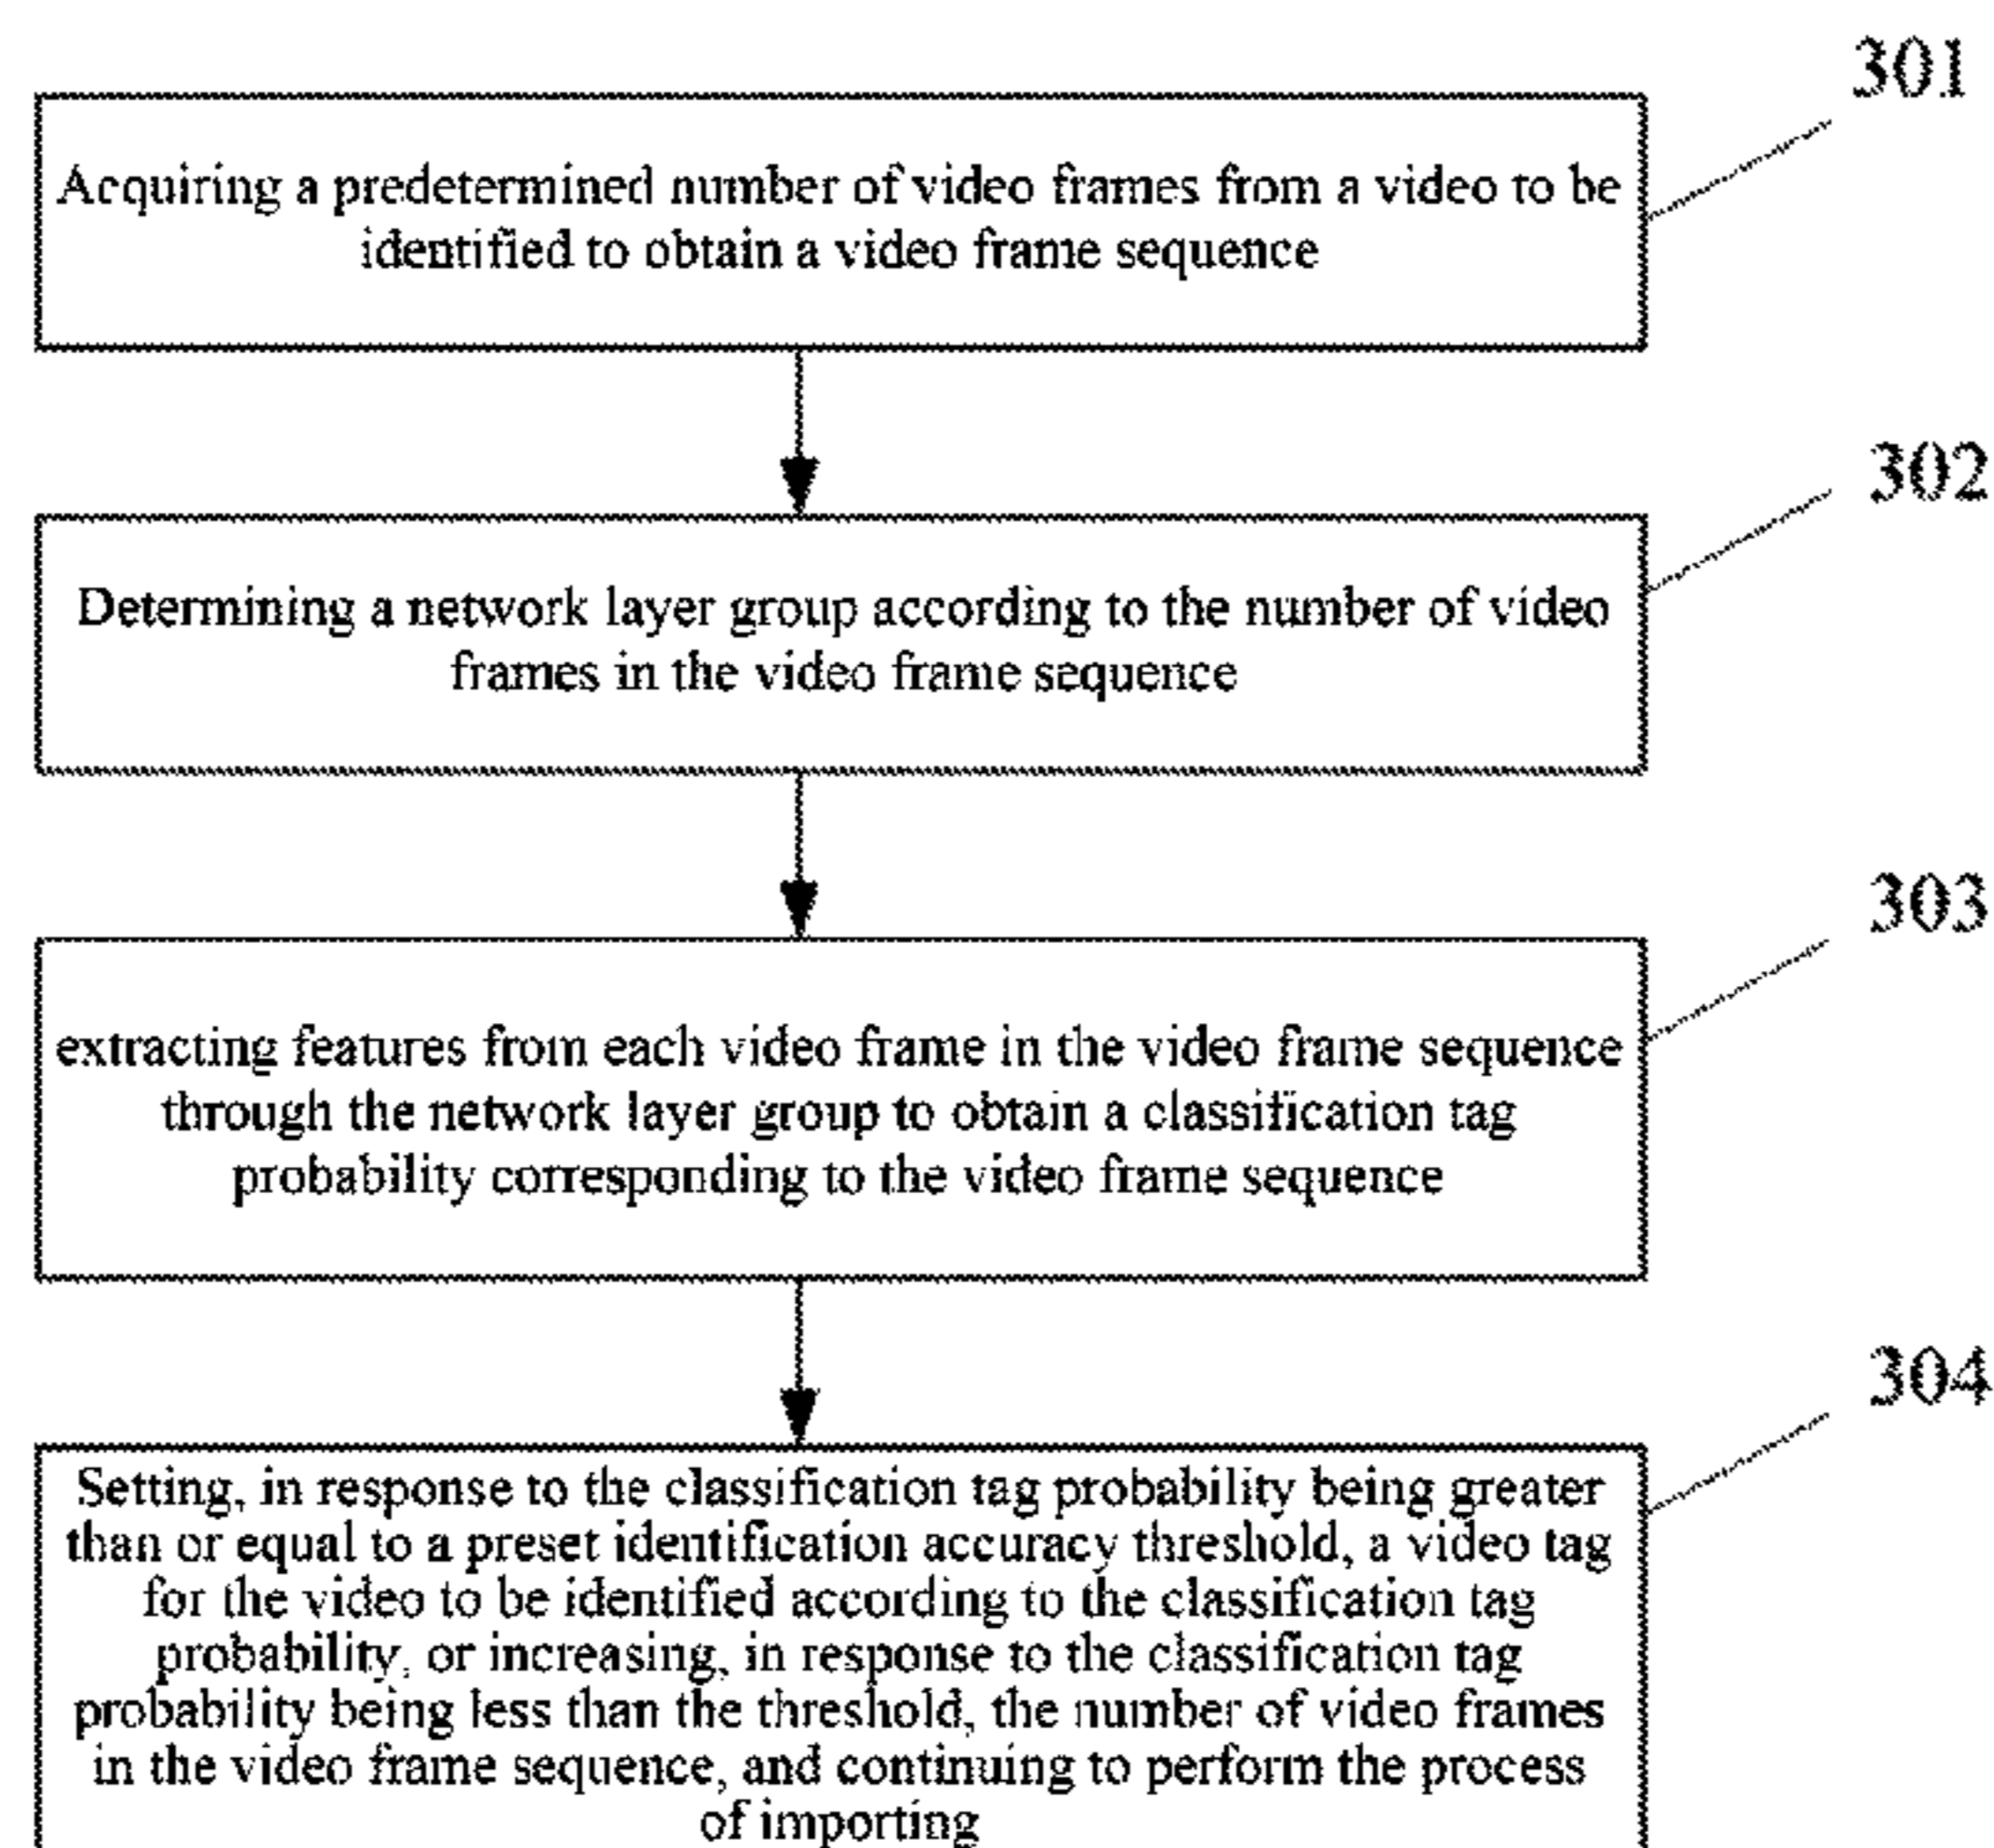 301
Acquiring a predetermined number of video frames from a video to be
identified to obtain a video frame sequence
302
Determining a network layer group according to the number of video
frames in the video frame sequence
303
extracting features from each video frame in the video frame sequence
through the network layer group to obtain a classification tag
probability corresponding to the video frame sequence
304
Setting, in response to the classification tag probability being greater
than or equal to a preset identification accuracy threshold, a video tag
for the video to be identified according to the classification tag
probability, or increasing, in response to the classification tag
probability being less than the threshold, the number of video frames
in the video frame sequence, and continuing to perform the process
of importing